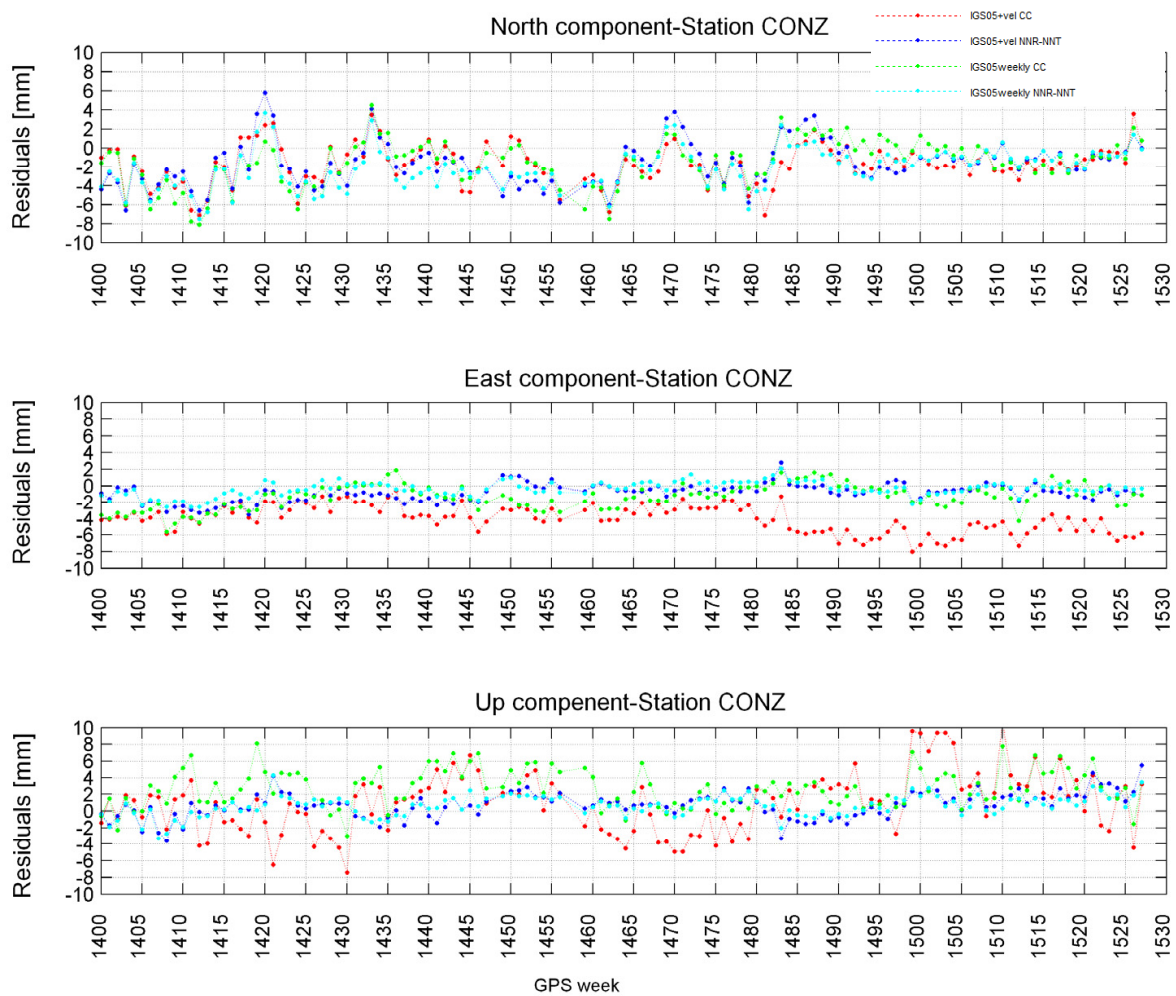 North component-Station CONZ
IGS05+vel CC
IGS05+vel NNR-NNT
IGS05weekly CC
IGS05weekly NNR-NNT
Residuals [mm]
10
8
6
4
2
0
-2
-4
-6
-8
-10
1400 1405 1410 1415 1420 1425 1430 1435 1440 1445 1450 1455 1460 1465 1470 1475 1480 1485 1490 1495 1500 1505 1510 1515 1520 1525 1530
East component-Station CONZ
Residuals [mm]
10
8
6
4
2
0
-2
-4
-6
-8
-10
1400 1405 1410 1415 1420 1425 1430 1435 1440 1445 1450 1455 1460 1465 1470 1475 1480 1485 1490 1495 1500 1505 1510 1515 1520 1525 1530
Up compenent-Station CONZ
Residuals [mm]
10
8
6
4
2
0
-2
-4
-6
-8
-10
1400 1405 1410 1415 1420 1425 1430 1435 1440 1445 1450 1455 1460 1465 1470 1475 1480 1485 1490 1495 1500 1505 1510 1515 1520 1525 1530
GPS week